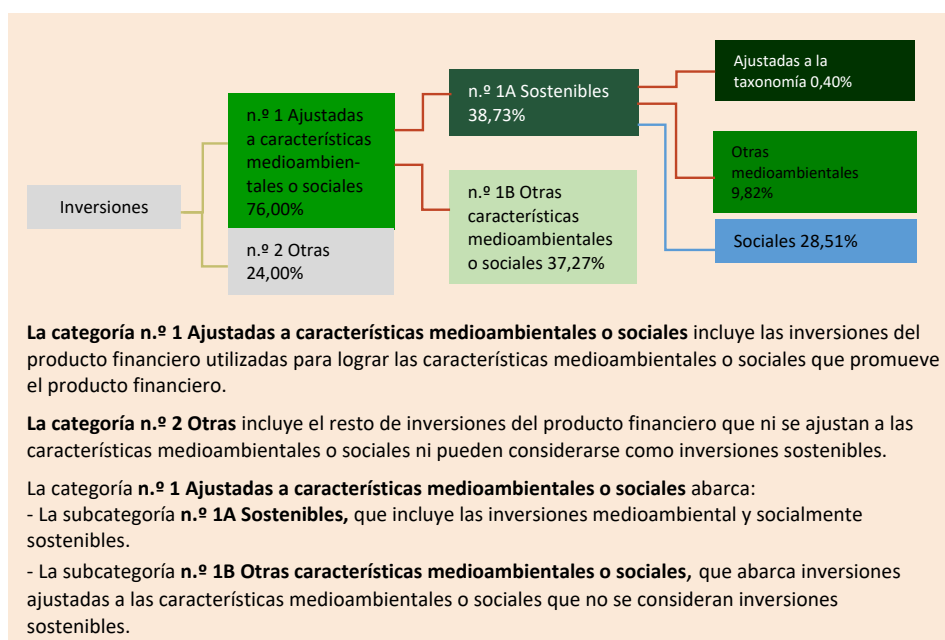 Inversiones
n.º 1 Ajustadas
a características
medioambien-
tales o sociales
76,00%
n.º 2 Otras
24,00%
n.º 1A Sostenibles
38,73%
n.º 1B Otras
características
medioambientales
o sociales 37,27%
Ajustadas a la
taxonomía 0,40%
Otras
medioambientales
9,82%
Sociales 28,51%
La categoría n.º 1 Ajustadas a características medioambientales o sociales incluye las inversiones del
producto financiero utilizadas para lograr las características medioambientales o sociales que promueve
el producto financiero.
La categoría n.º 2 Otras incluye el resto de inversiones del producto financiero que ni se ajustan a las
características medioambientales o sociales ni pueden considerarse como inversiones sostenibles.
La categoría n.º 1 Ajustadas a características medioambientales o sociales abarca:
- La subcategoría n.º 1A Sostenibles, que incluye las inversiones medioambiental y socialmente
sostenibles.
- La subcategoría n.º 1B Otras características medioambientales o sociales, que abarca inversiones
ajustadas a las características medioambientales o sociales que no se consideran inversiones
sostenibles.